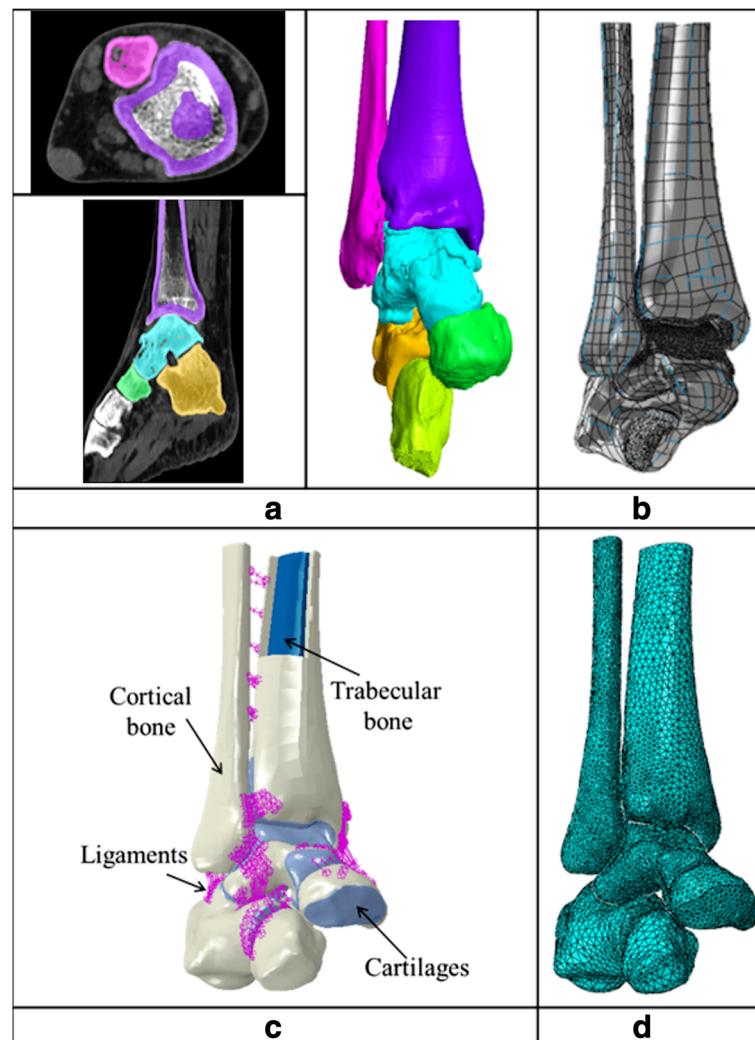 a
b
Trabecular
bone
Cortical
bone
Ligaments
Cartilages
c
d